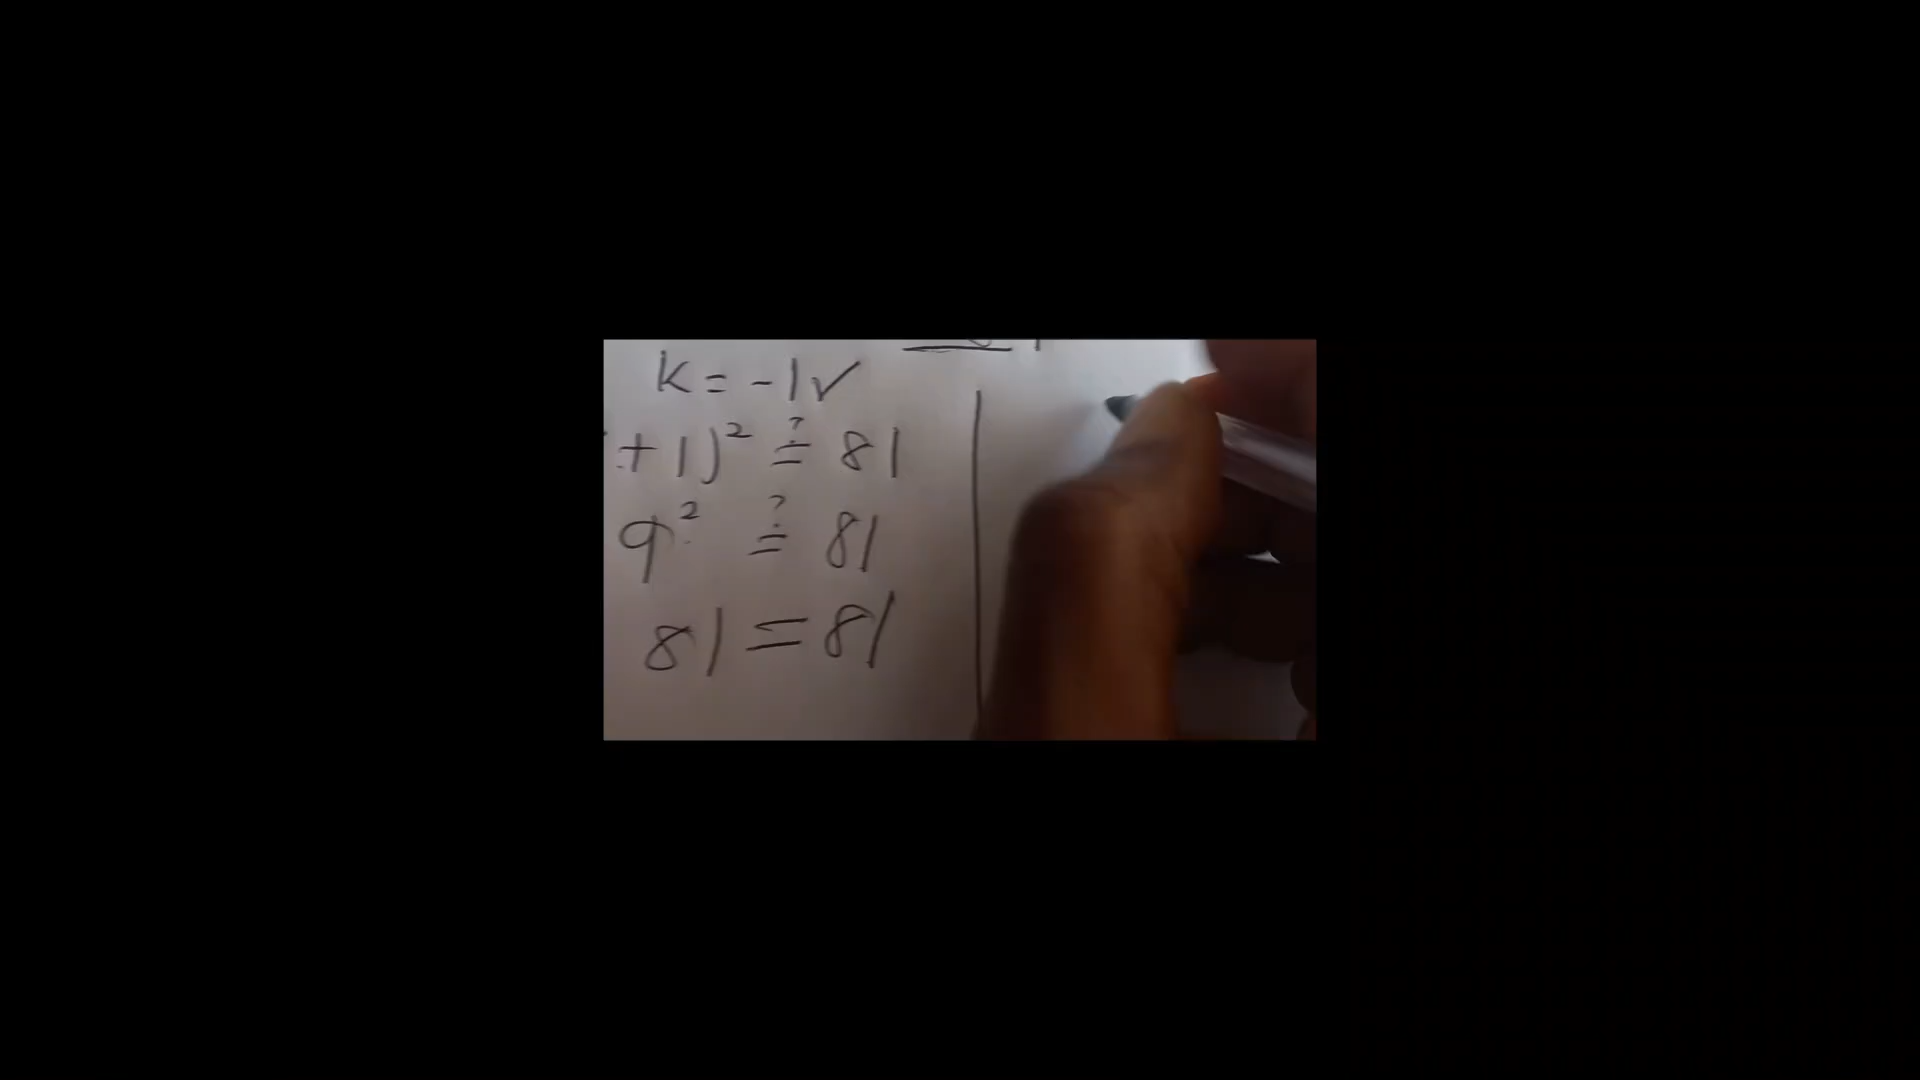 K = -1 ✓
+ 1)² ≟ 81
9² ≟ 81
81 = 81